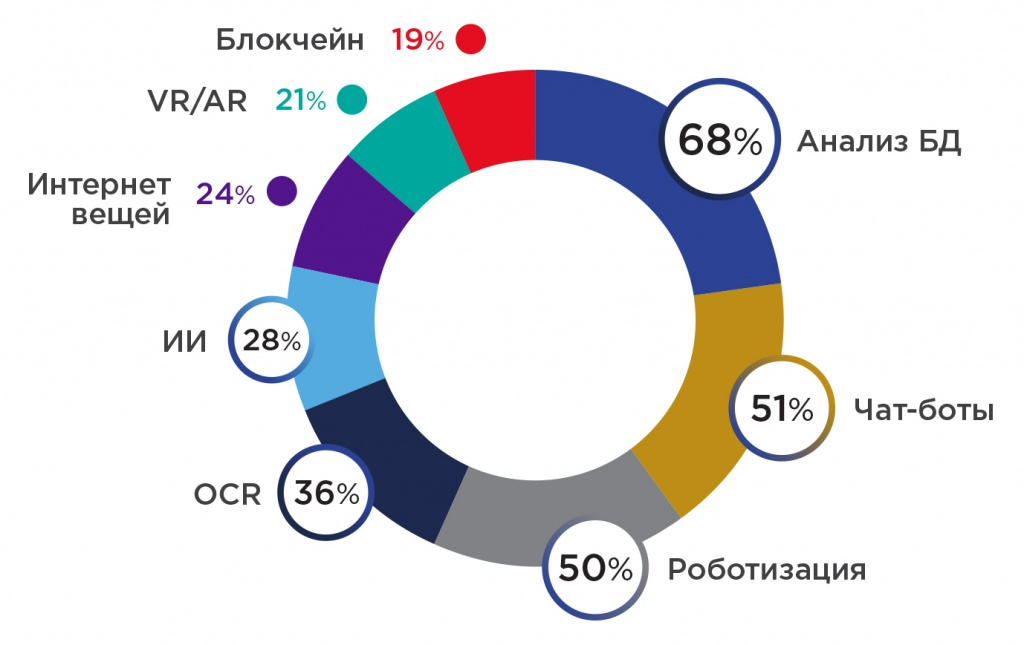 Блокчейн 19%
VR/AR 21%
68% Анализ БД
Интернет
вещей
24%
ИИ 28%
51% Чат-боты
OCR 36%
50% Роботизация